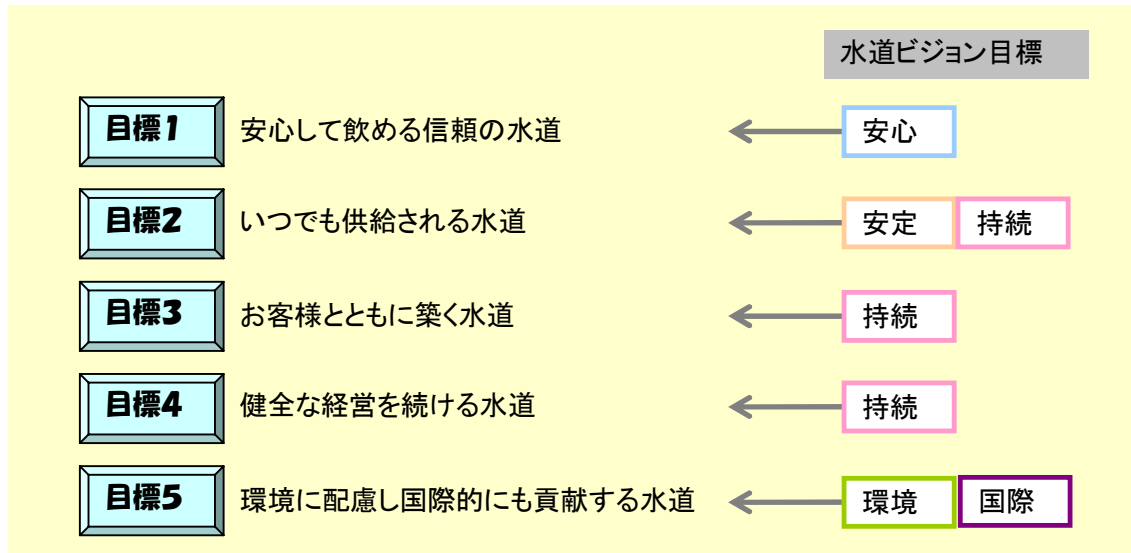 水道ビジョン目標
目標1 安心して飲める信頼の水道 安心
目標2 いつでも供給される水道 安定 持続
目標3 お客様とともに築く水道 持続
目標4 健全な経営を続ける水道 持続
目標5 環境に配慮し国際的にも貢献する水道 環境 国際